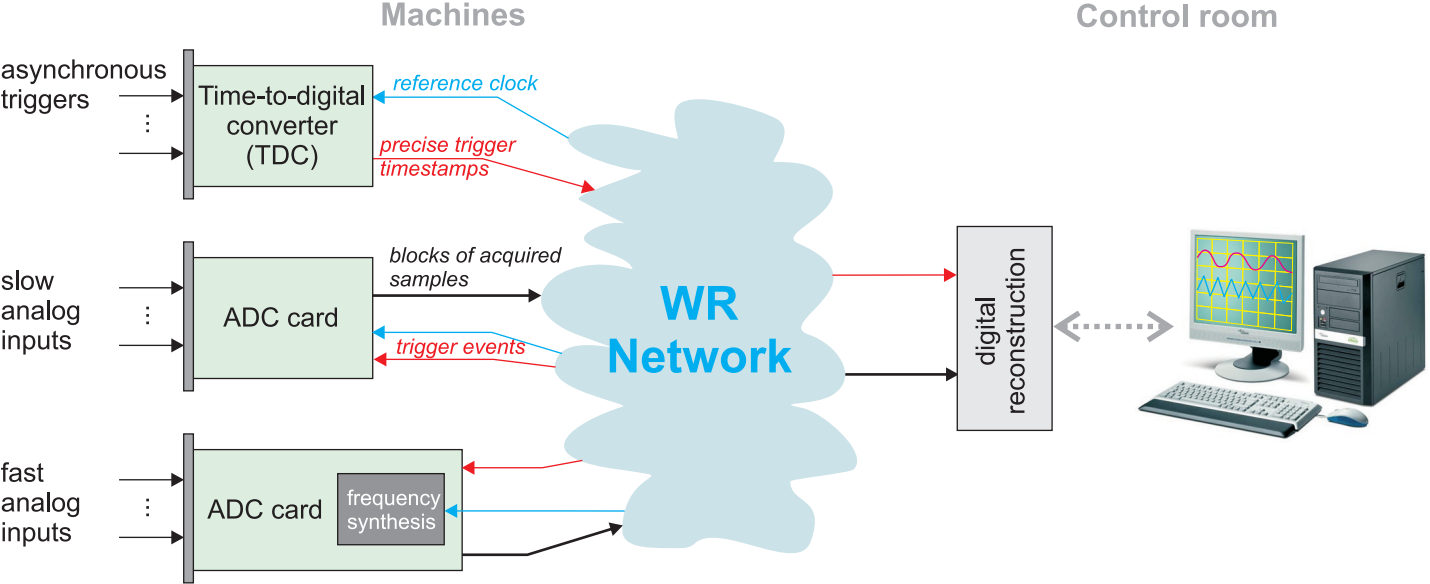 Machines
Control room
asynchronous
triggers
...
Time-to-digital
converter
(TDC)
reference clock
precise trigger
timestamps
slow
analog
inputs
...
ADC card
blocks of acquired
samples
trigger events
WR
Network
digital
reconstruction
fast
analog
inputs
...
ADC card
frequency
synthesis